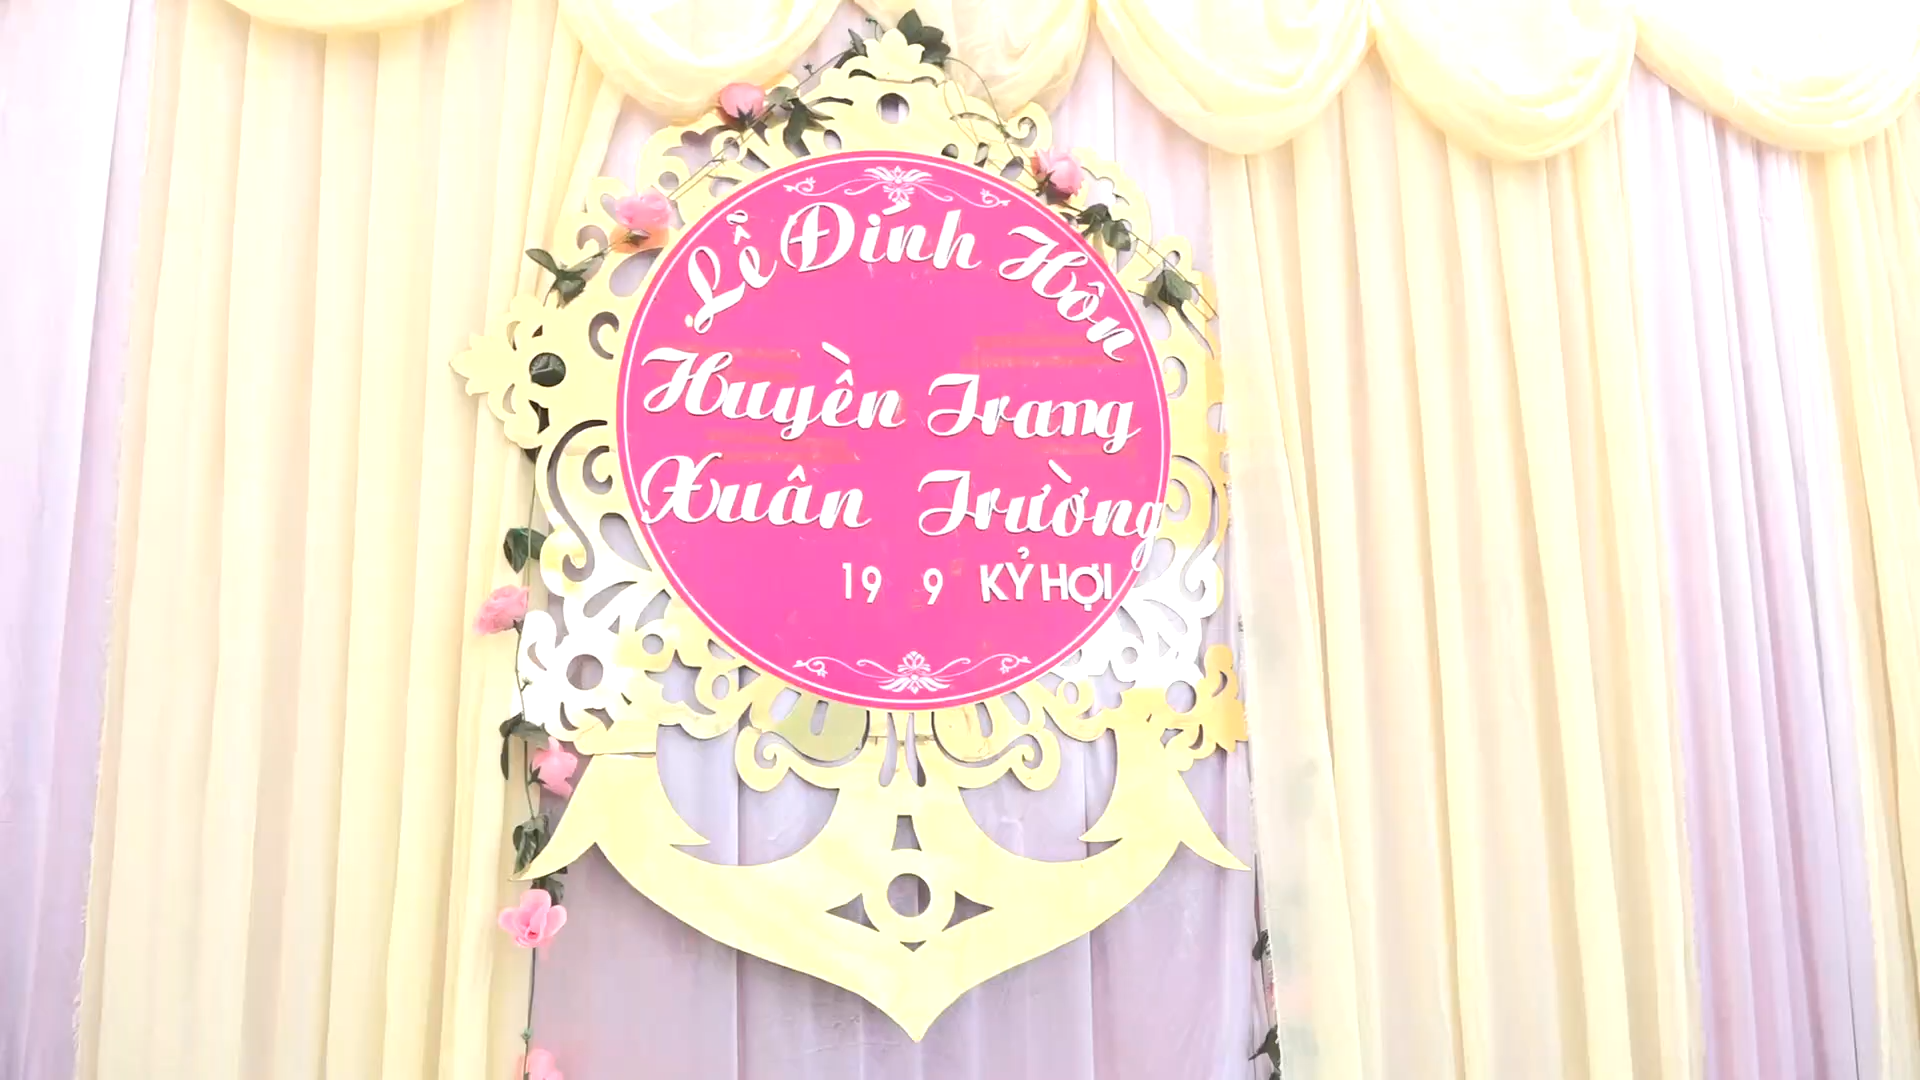 Lễ Đính Hôn
Huyền Trang
Xuân Trường
19 9 KỶ HỢI